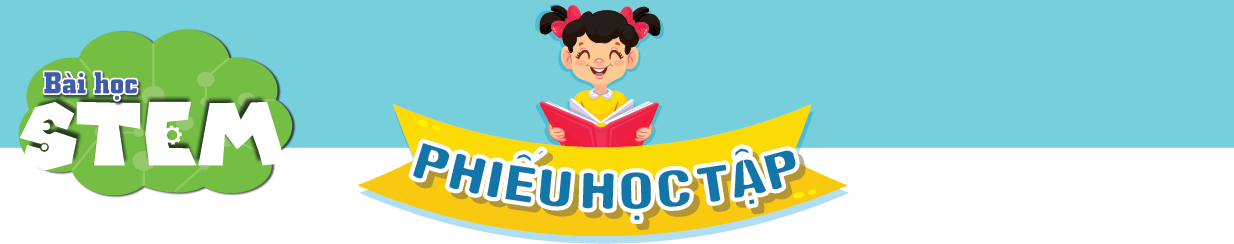 Bài học
STEM
PHIẾU HỌC TẬP